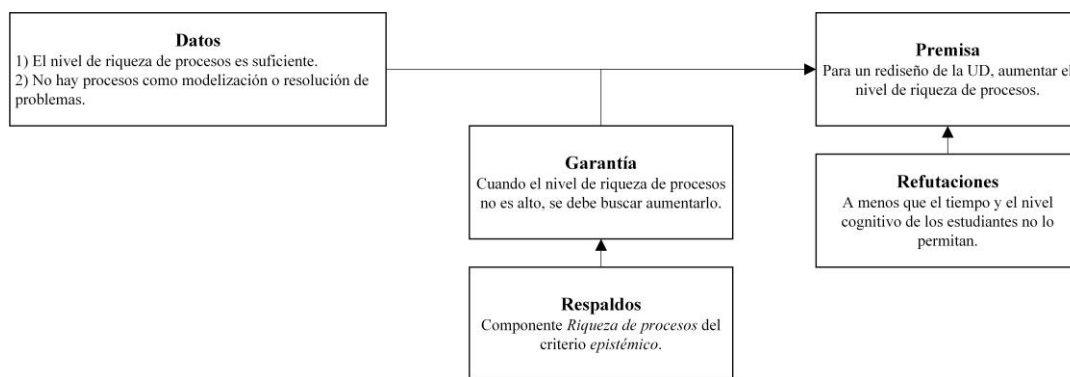 Datos
1) El nivel de riqueza de procesos es suficiente.
2) No hay procesos como modelización o resolución de
problemas.
Premisa
Para un rediseño de la UD, aumentar el
nivel de riqueza de procesos.
Garantía
Cuando el nivel de riqueza de procesos
no es alto, se debe buscar aumentarlo.
Refutaciones
A menos que el tiempo y el nivel
cognitivo de los estudiantes no lo
permitan.
Respaldos
Componente Riqueza de procesos del
criterio epistémico.